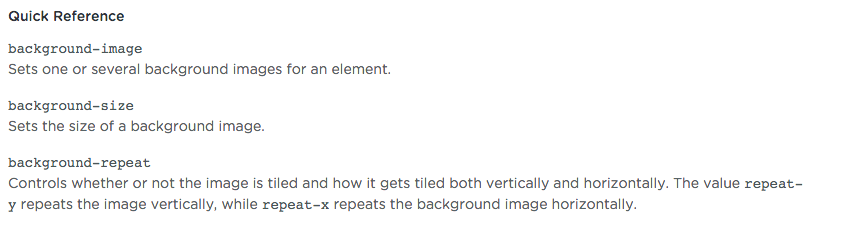 Quick Reference
background-image
Sets one or several background images for an element.
background-size
Sets the size of a background image.
background-repeat
Controls whether or not the image is tiled and how it gets tiled both vertically and horizontally. The value repeat-
y repeats the image vertically, while repeat-x repeats the background image horizontally.